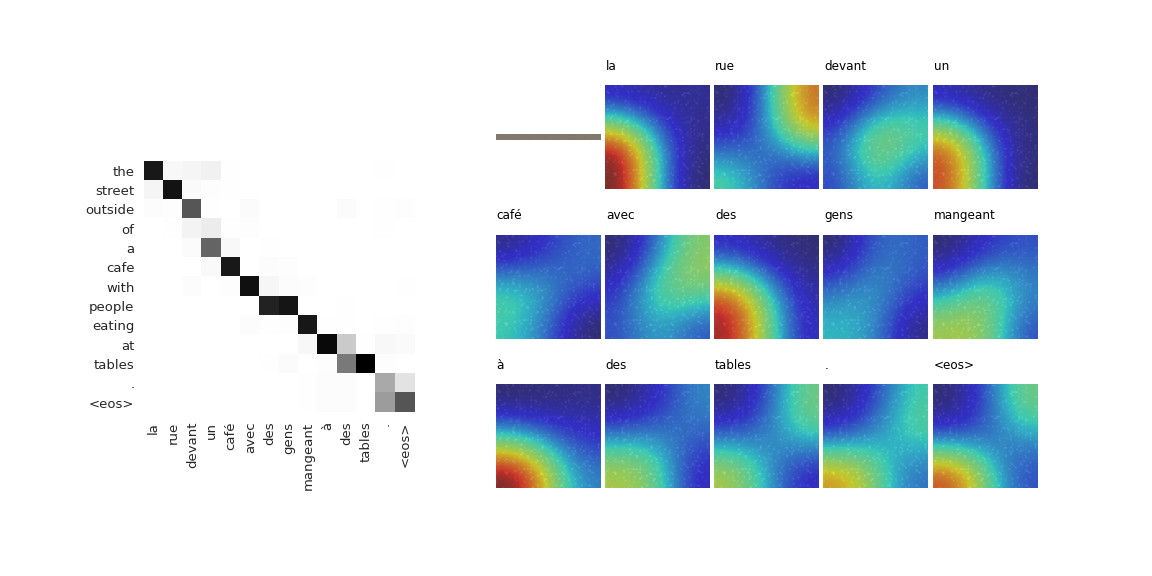 the
street
outside
of
a
cafe
with
people
eating
at
tables
.
<eos>
la
rue
devant
un
café
avec
des
gens
mangeant
à
des
tables
.
<eos>
la rue devant un
café avec des gens mangeant
à des tables . <eos>